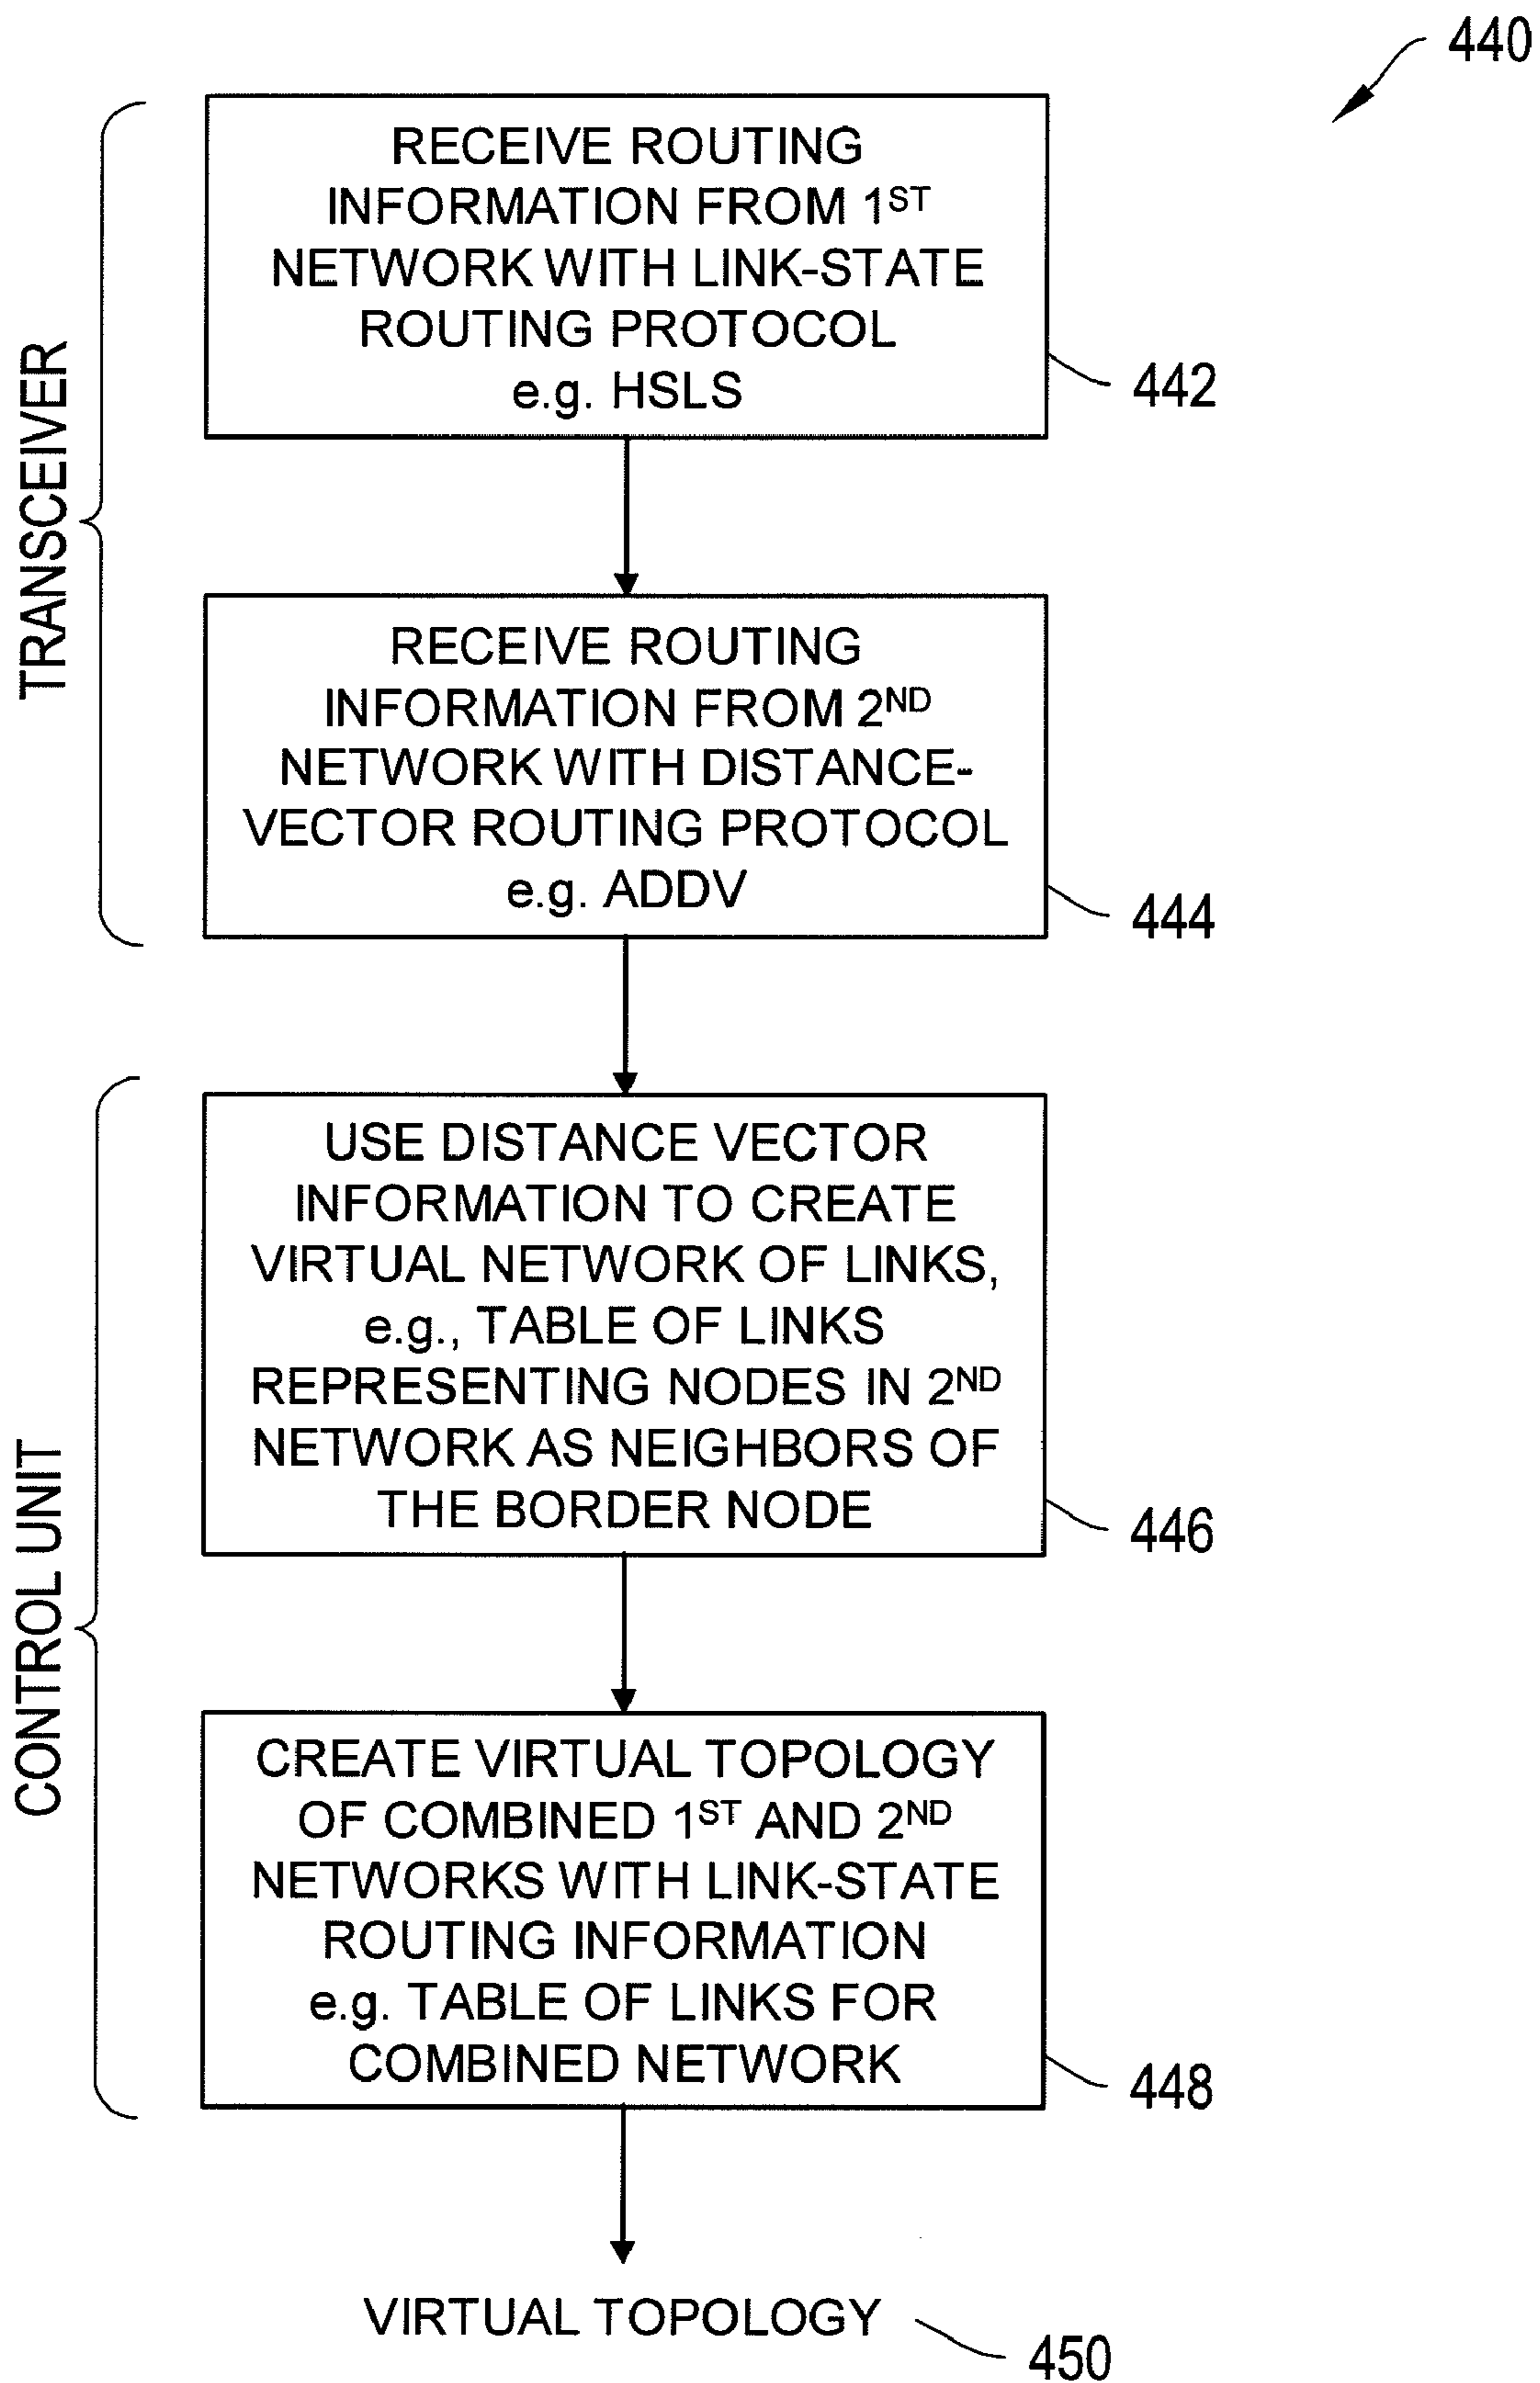 440
TRANSCEIVER
RECEIVE ROUTING
INFORMATION FROM 1ST
NETWORK WITH LINK-STATE
ROUTING PROTOCOL
e.g. HSLS
442
RECEIVE ROUTING
INFORMATION FROM 2ND
NETWORK WITH DISTANCE-
VECTOR ROUTING PROTOCOL
e.g. ADDV
444
CONTROL UNIT
USE DISTANCE VECTOR
INFORMATION TO CREATE
VIRTUAL NETWORK OF LINKS,
e.g., TABLE OF LINKS
REPRESENTING NODES IN 2ND
NETWORK AS NEIGHBORS OF
THE BORDER NODE
446
CREATE VIRTUAL TOPOLOGY
OF COMBINED 1ST AND 2ND
NETWORKS WITH LINK-STATE
ROUTING INFORMATION
e.g. TABLE OF LINKS FOR
COMBINED NETWORK
448
VIRTUAL TOPOLOGY
450